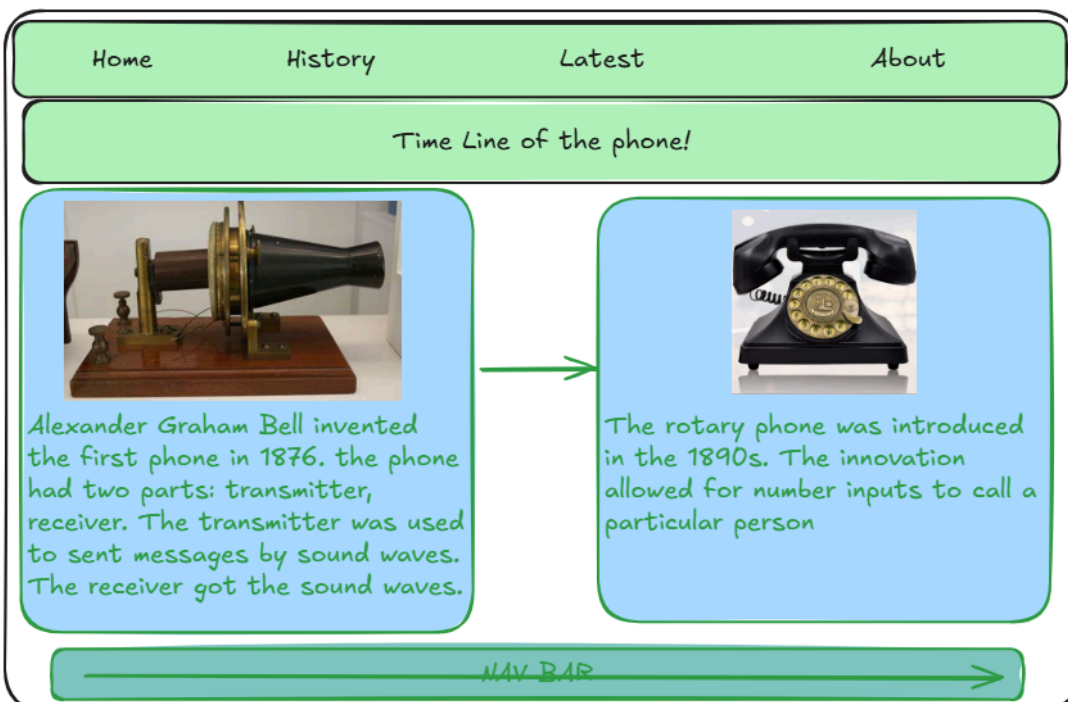 Home History Latest About
Time Line of the phone!
Alexander Graham Bell invented
the first phone in 1876. the phone
had two parts: transmitter,
receiver. The transmitter was used
to sent messages by sound waves.
The receiver got the sound waves.
The rotary phone was introduced
in the 1890s. The innovation
allowed for number inputs to call a
particular person
NAV BAR